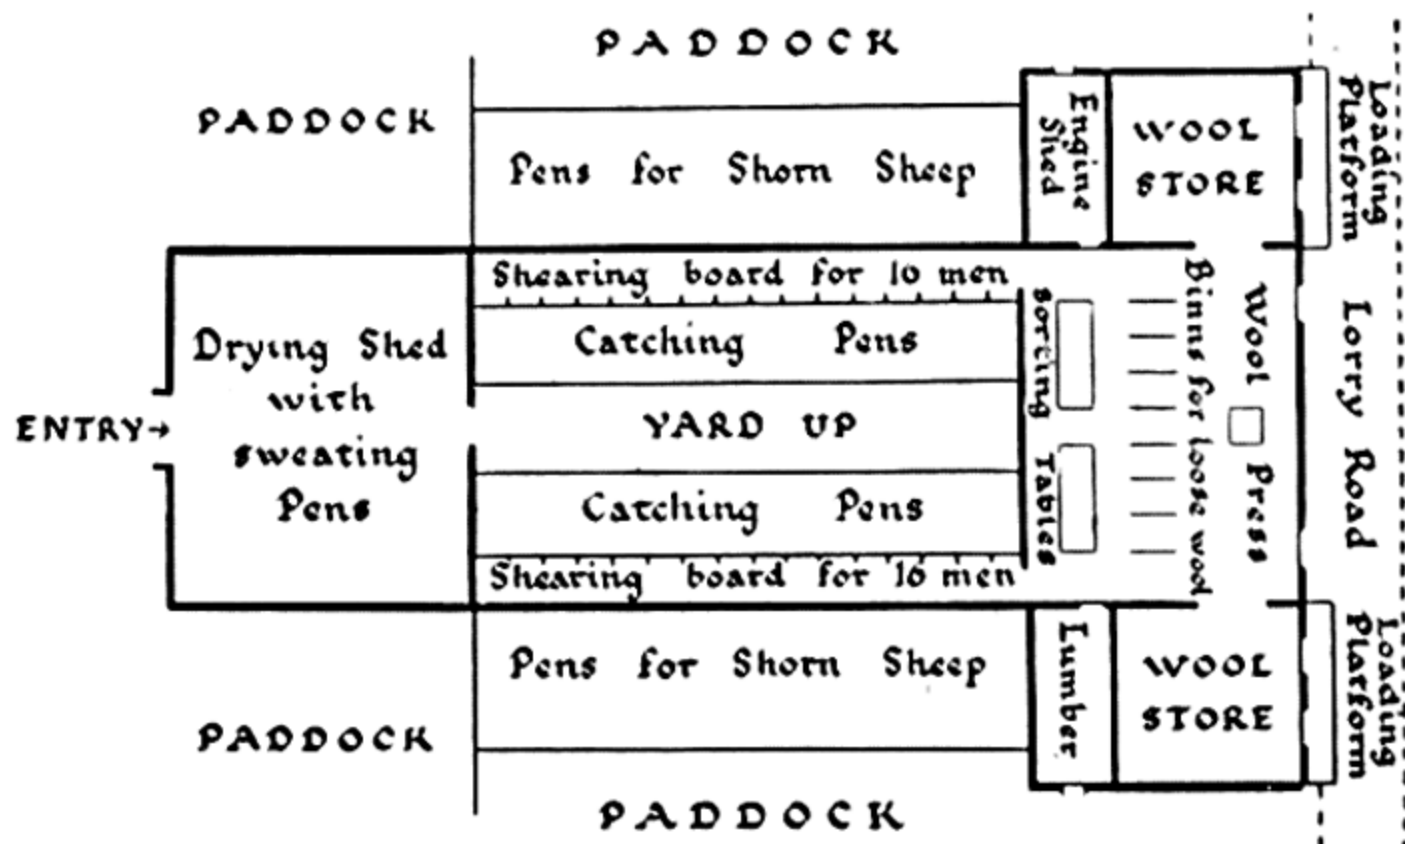 PADDOCK
PADDOCK
Pens for Shorn Sheep
Engine
Shed
WOOL
STORE
Loading
Platform
Shearing board for 16 men
Catching Pens
YARD UP
Catching Pens
Shearing board for 16 men
Drying Shed
with
sweating
Pens
ENTRY→
Sorting Tables
Binns for loose wool
Wool Press
Lorry Road
Pens for Shorn Sheep
Lumber
WOOL
STORE
Loading
Platform
PADDOCK
PADDOCK